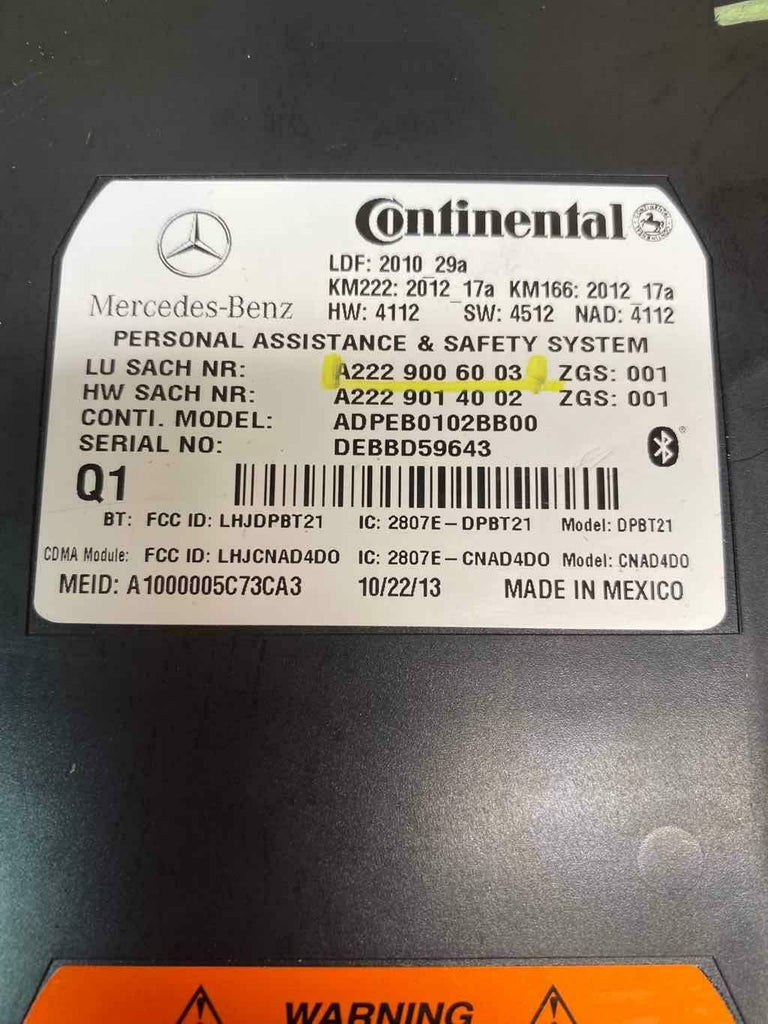 Continental
Mercedes-Benz
LDF: 2010_29a
KM222: 2012_17a KM166: 2012_17a
HW: 4112 SW: 4512 NAD: 4112
PERSONAL ASSISTANCE & SAFETY SYSTEM
LU SACH NR: A222 900 60 03 ZGS: 001
HW SACH NR: A222 901 40 02 ZGS: 001
CONTI. MODEL: ADPEB0102BB00
SERIAL NO: DEBBD59643
Q1
BT: FCC ID: LHJDPBT21 IC: 2807E-DPBT21 Model: DPBT21
CDMA Module: FCC ID: LHJCNAD4DO IC: 2807E-CNAD4DO Model: CNAD4DO
MEID: A1000005C73CA3 10/22/13 MADE IN MEXICO
WARNING